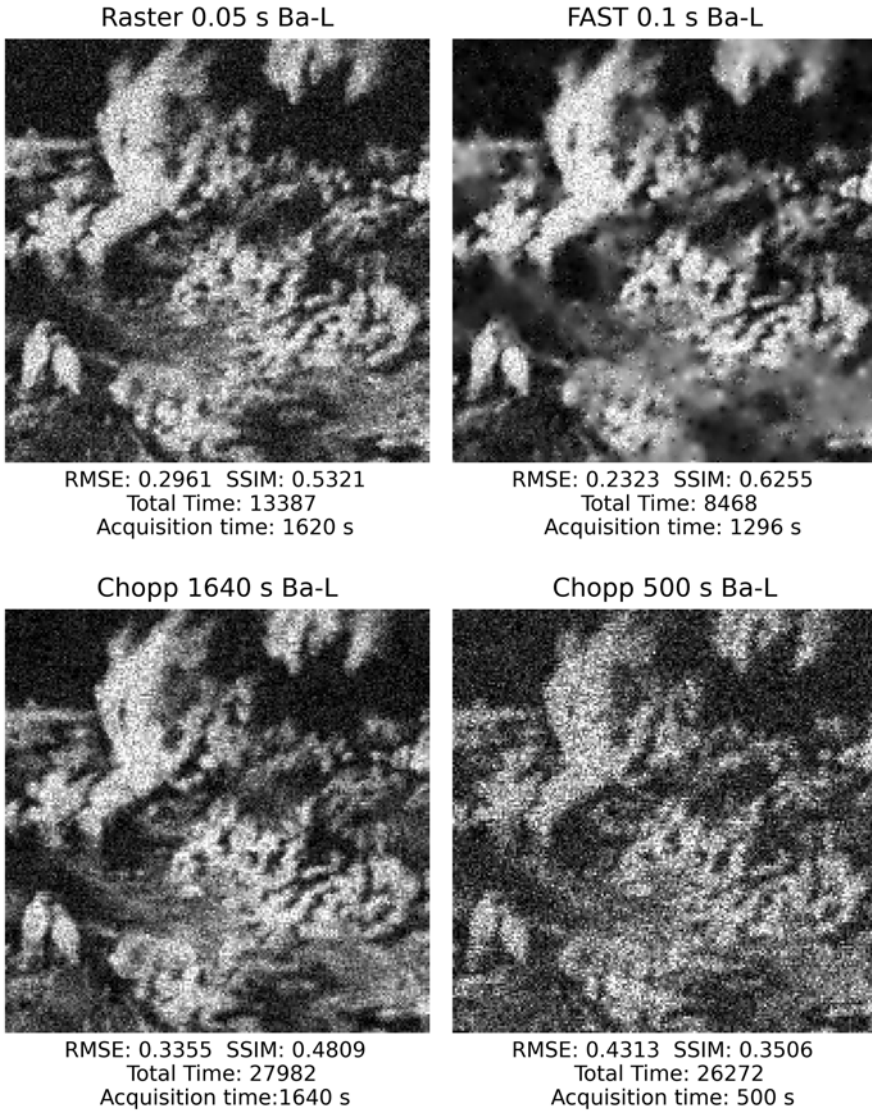 Raster 0.05 s Ba-L
FAST 0.1 s Ba-L
RMSE: 0.2961  SSIM: 0.5321
Total Time: 13387
Acquisition time: 1620 s
RMSE: 0.2323  SSIM: 0.6255
Total Time: 8468
Acquisition time: 1296 s
Chopp 1640 s Ba-L
Chopp 500 s Ba-L
RMSE: 0.3355  SSIM: 0.4809
Total Time: 27982
Acquisition time:1640 s
RMSE: 0.4313  SSIM: 0.3506
Total Time: 26272
Acquisition time: 500 s